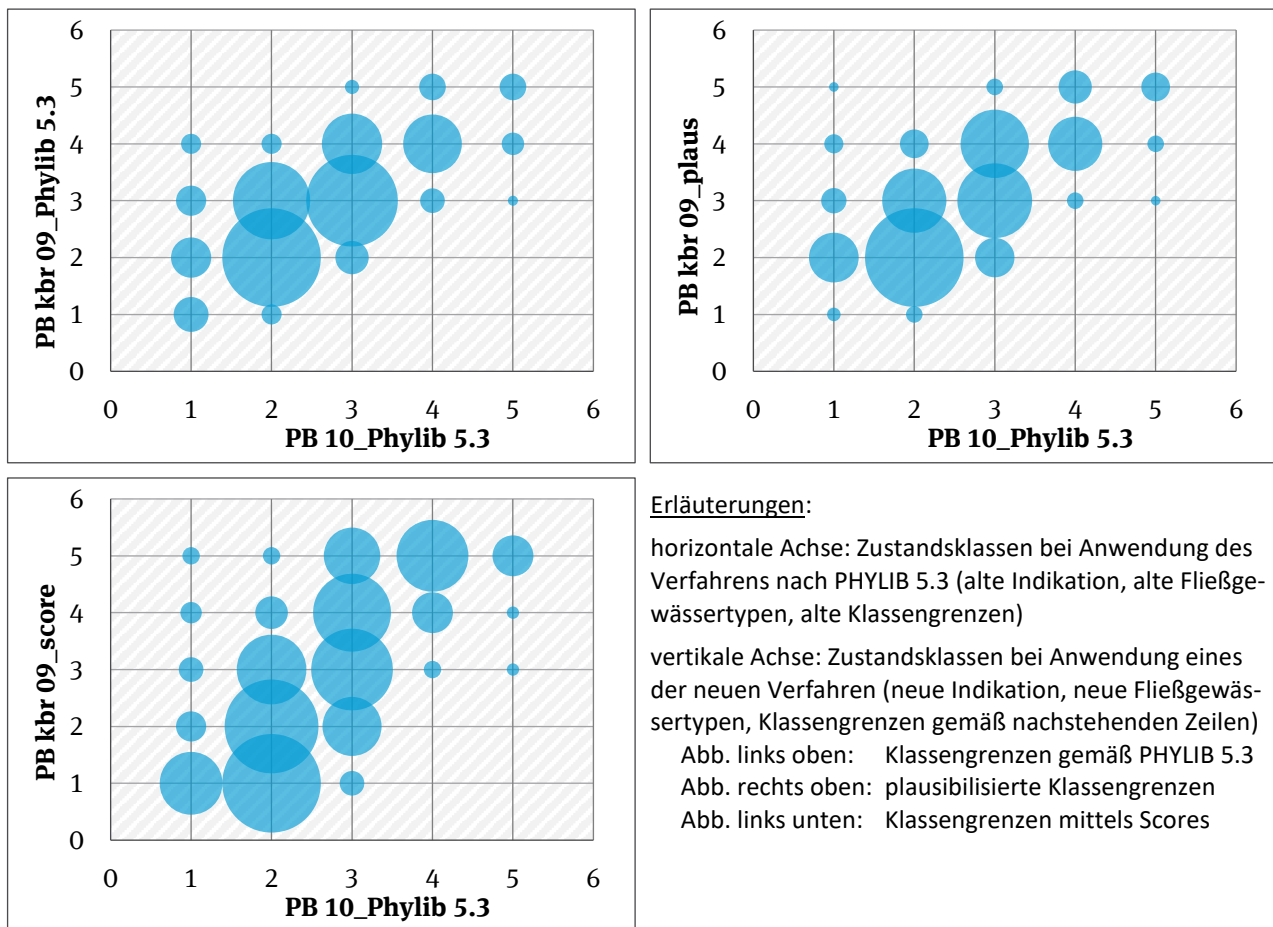 6
5
4
3
2
1
0
0 1 2 3 4 5 6
PB kbr 09_Phylib 5.3
PB 10_Phylib 5.3
6
5
4
3
2
1
0
0 1 2 3 4 5 6
PB kbr 09_plaus
PB 10_Phylib 5.3
6
5
4
3
2
1
0
0 1 2 3 4 5 6
PB kbr 09_score
PB 10_Phylib 5.3
Erläuterungen:
horizontale Achse: Zustandsklassen bei Anwendung des
Verfahrens nach PHYLIB 5.3 (alte Indikation, alte Fließge-
wässertypen, alte Klassengrenzen)
vertikale Achse: Zustandsklassen bei Anwendung eines
der neuen Verfahren (neue Indikation, neue Fließgewäs-
sertypen, Klassengrenzen gemäß nachstehenden Zeilen)
Abb. links oben: Klassengrenzen gemäß PHYLIB 5.3
Abb. rechts oben: plausibilisierte Klassengrenzen
Abb. links unten: Klassengrenzen mittels Scores